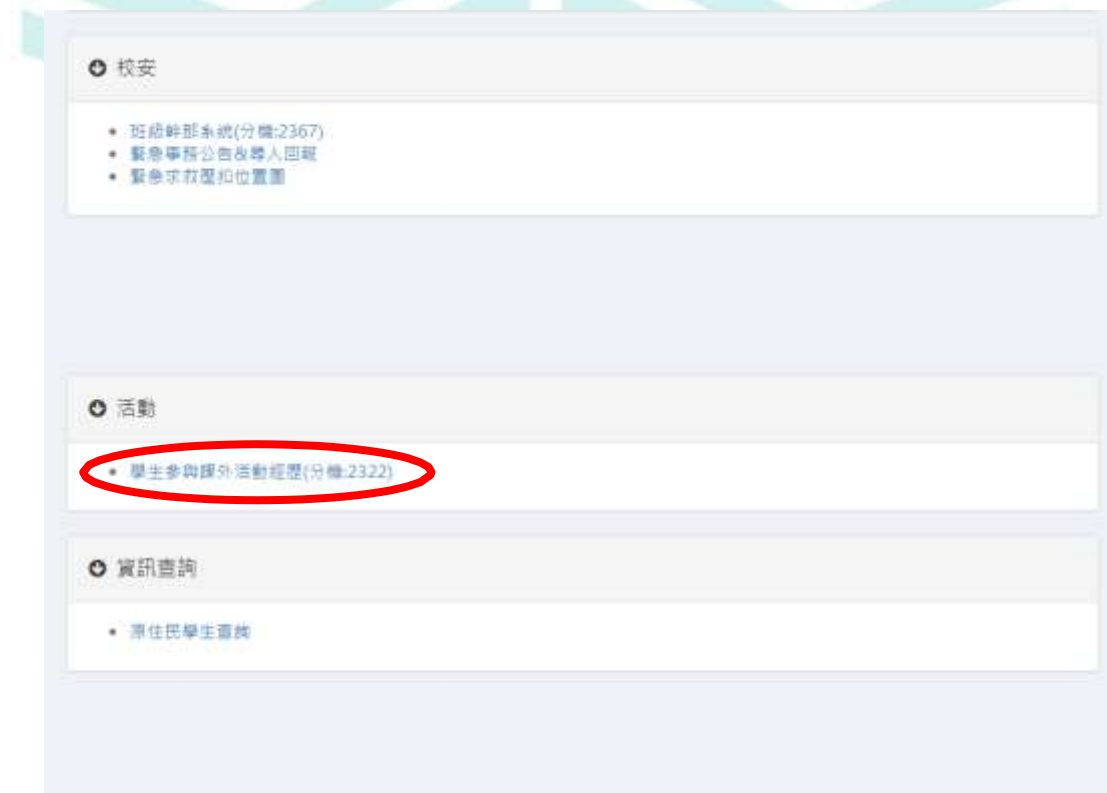 校安
班級幹部系統(分機:2367)
緊急事務公告&尋人回報
緊急求救壓扣位置圖
活動
學生參與課外活動經歷(分機:2322)
資訊查詢
原住民學生查詢